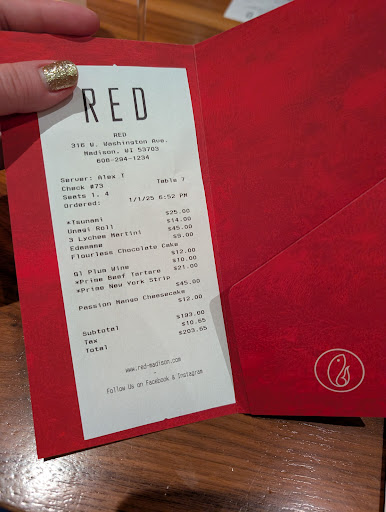 RED
RED
316 W. Washington Ave.
Madison, WI 53703
608-294-1234
Server: Alex T
Check #73 Table 7
Seats 1, 4
Ordered: 1/1/25 6:52 PM
*Tsunami $25.00
Unagi Roll $14.00
3 Lychee Martini $45.00
Edamame $9.00
Flourless Chocolate Cake
$12.00
Gl Plum Wine $10.00
*Prime Beef Tartare $21.00
*Prime New York Strip
$45.00
Passion Mango Cheesecake
$12.00
Subtotal $193.00
Tax $10.65
Total $203.65
www.red-madison.com
-
Follow Us on Facebook & Instagram